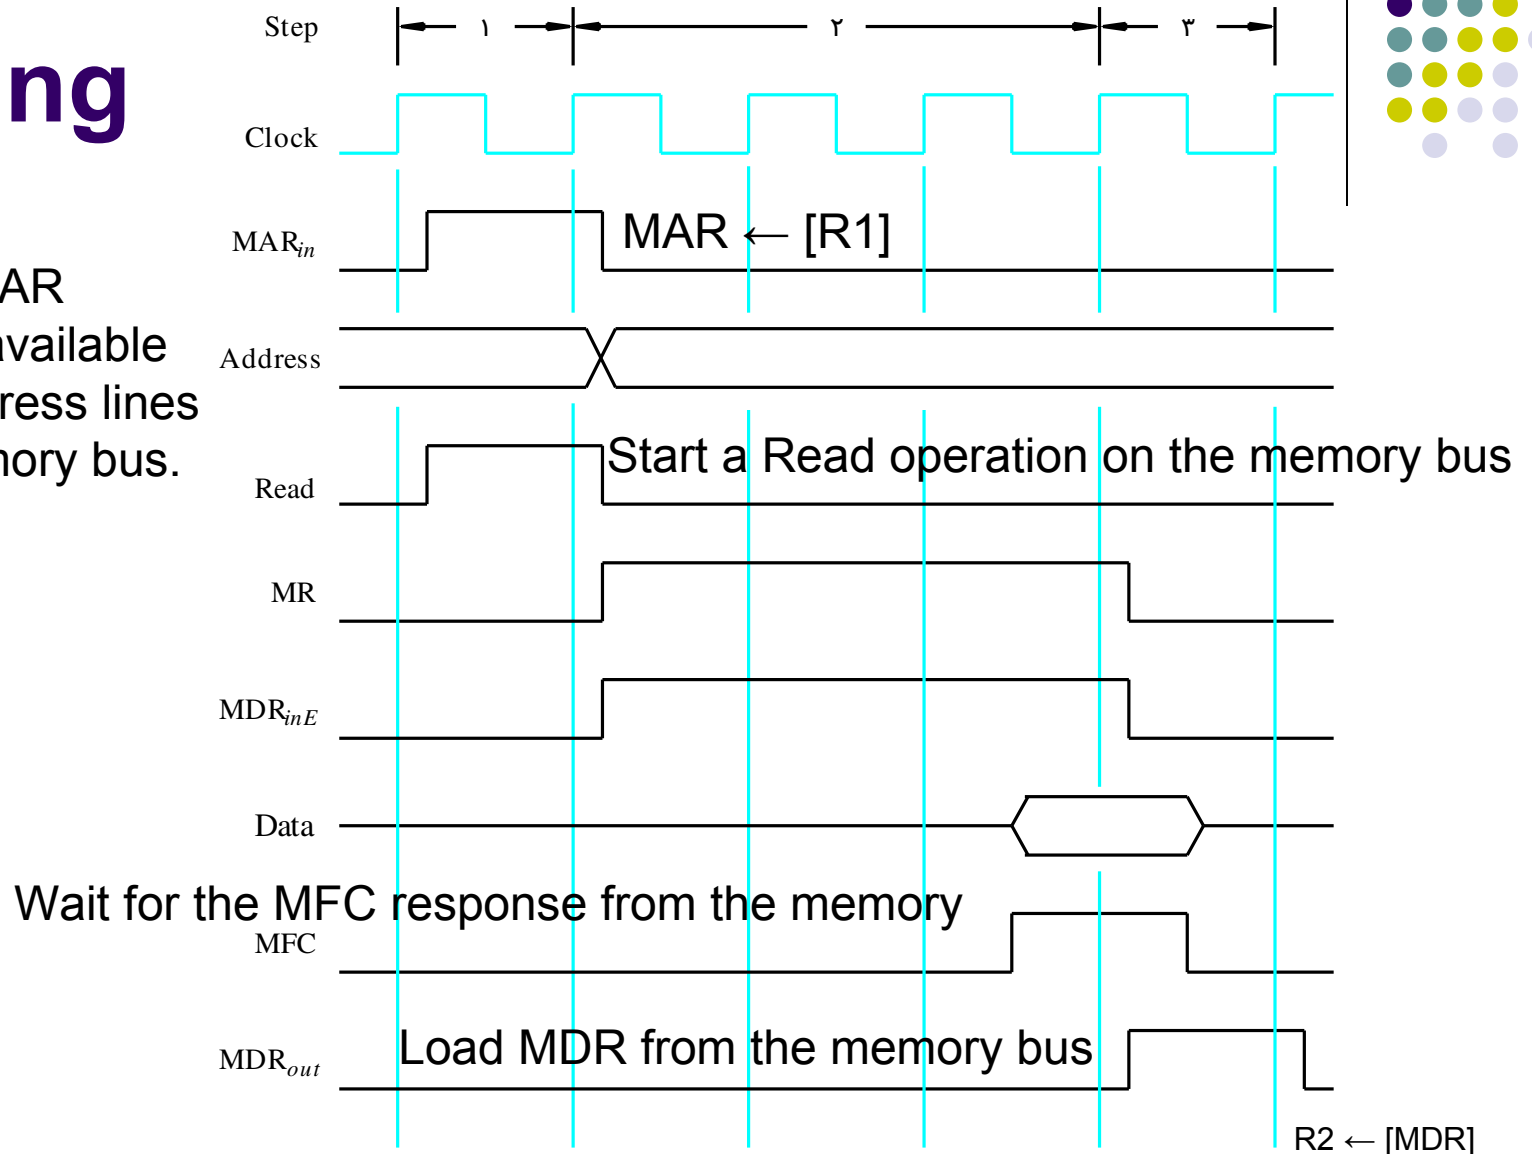 ng
Step ١ ٢ ٣
Clock
MAR ← [R1]
MARin
AR
available
ress lines
nory bus.
Address
Start a Read operation on the memory bus
Read
MR
MDRinE
Data
Wait for the MFC response from the memory
MFC
Load MDR from the memory bus
MDRout
R2 ← [MDR]